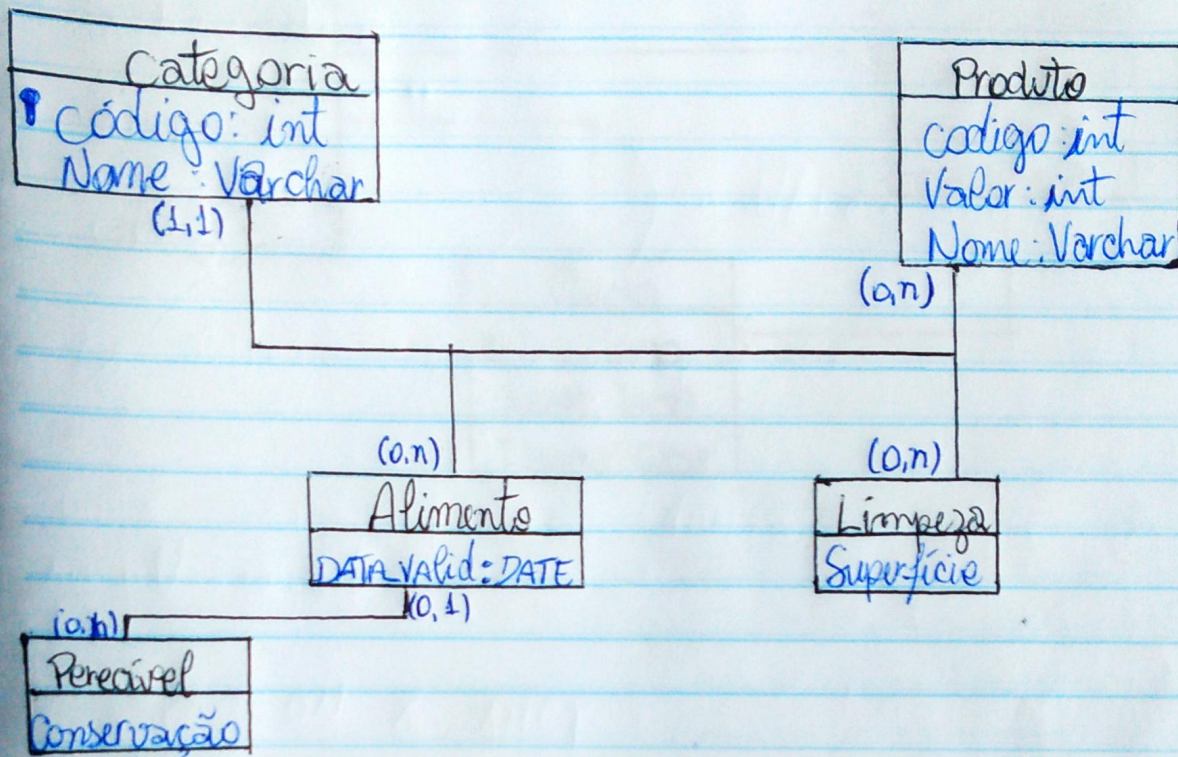 Categoria
código: int
Nome: Varchar
(1,1)
Produto
codigo: int
Valor: int
Nome: Varchar
(0,n)
(0,n)
Alimento
DATA VAlid: DATE
(0,1)
(0,n)
Limpeza
Superfície
(0,n)
Perecível
Conservação